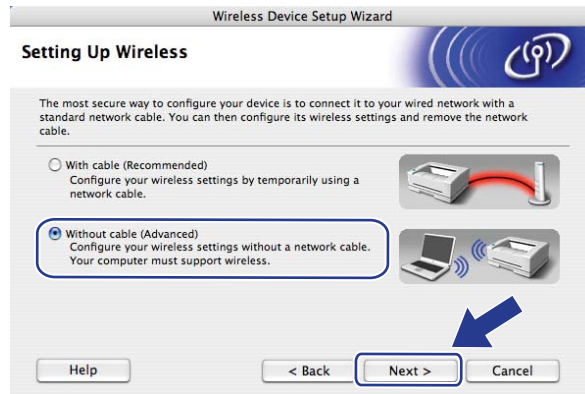 Wireless Device Setup Wizard
Setting Up Wireless
The most secure way to configure your device is to connect it to your wired network with a
standard network cable. You can then configure its wireless settings and remove the network
cable.
With cable (Recommended)
Configure your wireless settings by temporarily using a
network cable.
Without cable (Advanced)
Configure your wireless settings without a network cable.
Your computer must support wireless.
Help
< Back
Next >
Cancel